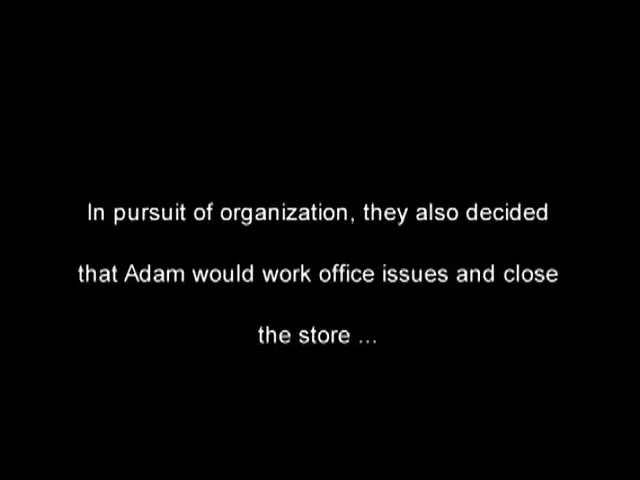 In pursuit of organization, they also decided
that Adam would work office issues and close
the store ...